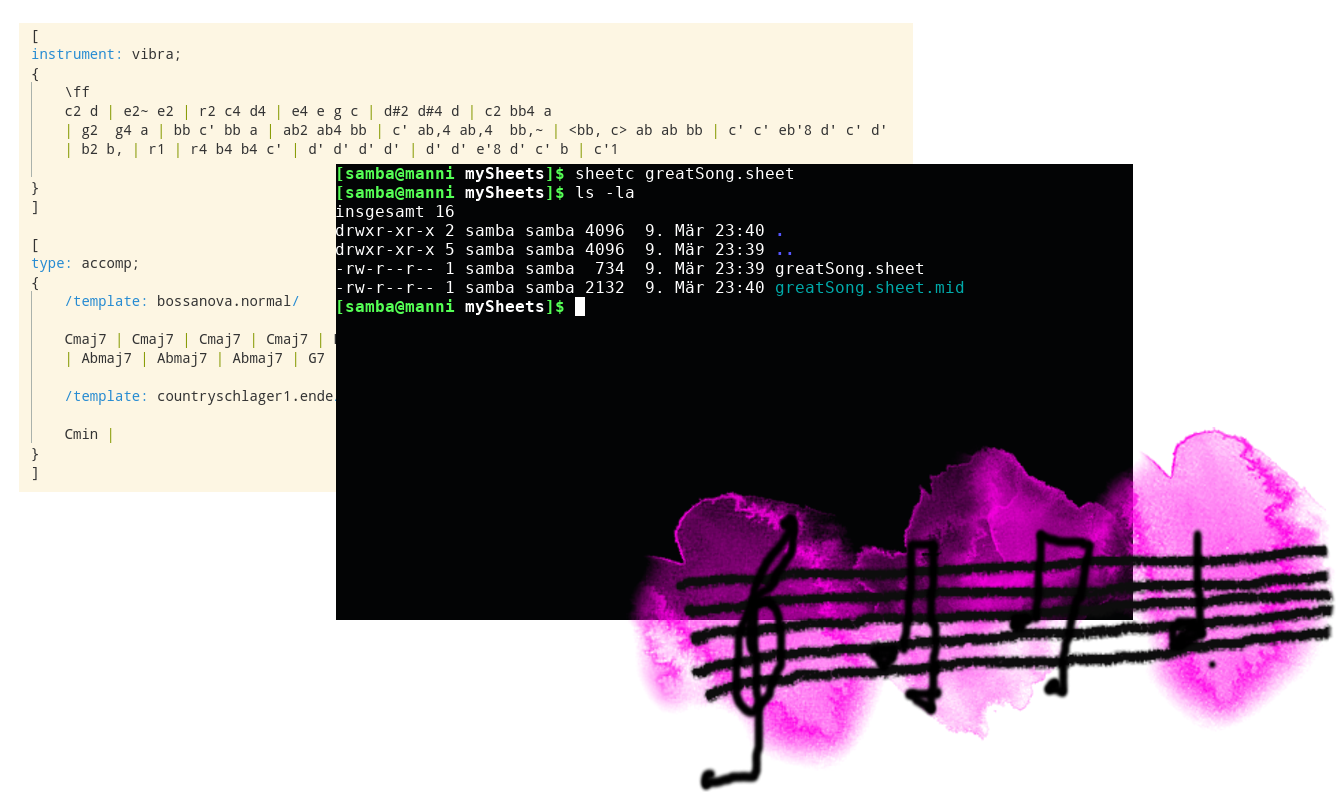 [
instrument: vibra;
{
\ff
c2 d | e2~ e2 | r2 c4 d4 | e4 e g c | d#2 d#4 d | c2 bb4 a
| g2  g4 a | bb c' bb a | ab2 ab4 bb | c' ab,4 ab,4  bb,~ | <bb, c> ab ab bb | c' c' eb'8 d' c' d'
| b2 b, | r1 | r4 b4 b4 c' | d' d' d' d' | d' d' e'8 d' c' b | c'1
}
]
[
type: accomp;
{
/template: bossanova.normal/
Cmaj7 | Cmaj7 | Cmaj7 | Cmaj7 |
| Abmaj7 | Abmaj7 | Abmaj7 | G7
/template: countryschlager1.ende
Cmin |
}
]
[samba@manni mySheets]$ sheetc greatSong.sheet
[samba@manni mySheets]$ ls -la
insgesamt 16
drwxr-xr-x 2 samba samba 4096  9. Mär 23:40 .
drwxr-xr-x 5 samba samba 4096  9. Mär 23:39 ..
-rw-r--r-- 1 samba samba  734  9. Mär 23:39 greatSong.sheet
-rw-r--r-- 1 samba samba 2132  9. Mär 23:40 greatSong.sheet.mid
[samba@manni mySheets]$